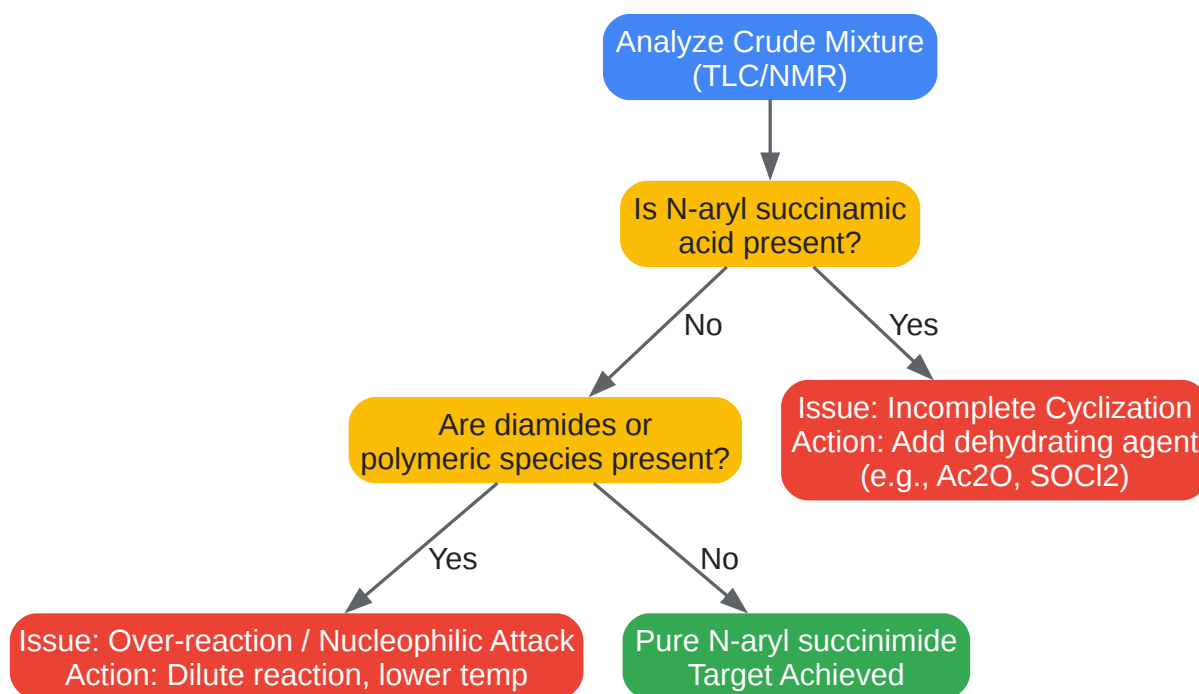 Analyze Crude Mixture
(TLC/NMR)
Is N-aryl succinamic
acid present?
No
Yes
Are diamides or
polymeric species present?
Issue: Incomplete Cyclization
Action: Add dehydrating agent
(e.g., Ac2O, SOCl2)
Yes
No
Issue: Over-reaction / Nucleophilic Attack
Action: Dilute reaction, lower temp
Pure N-aryl succinimide
Target Achieved